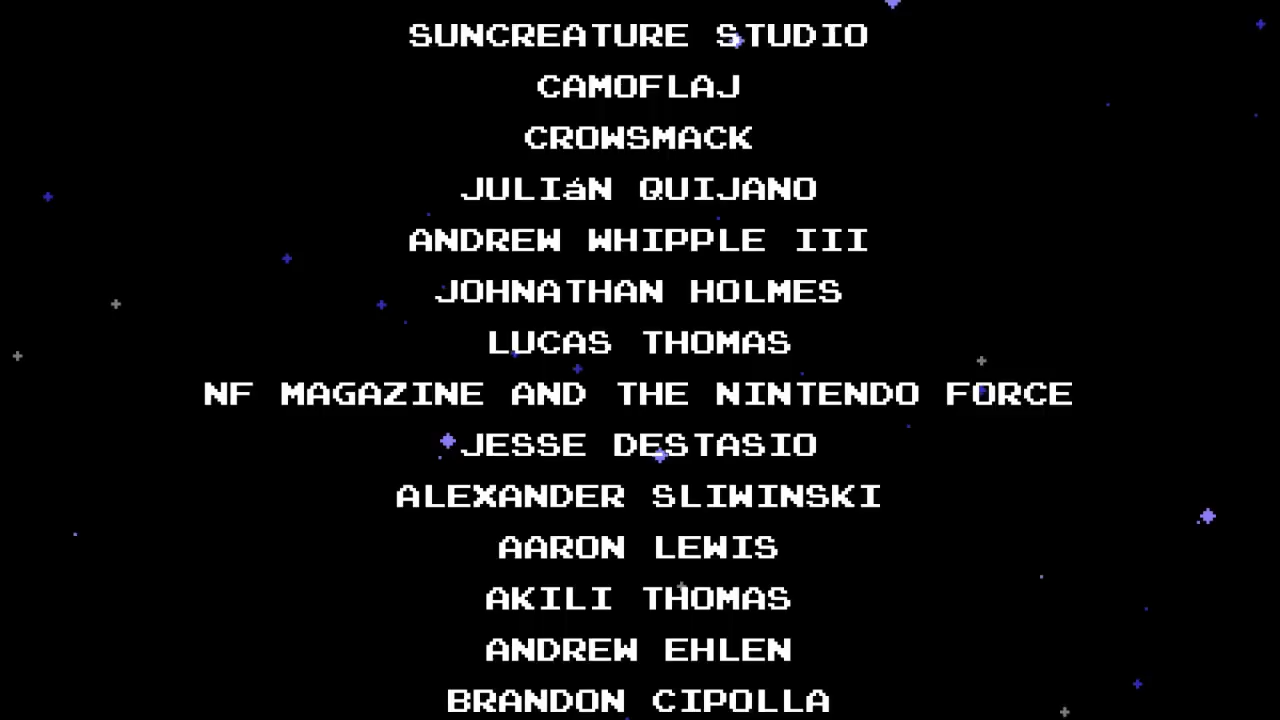 SUNCREATURE STUDIO
CAMOFLAJ
CROWSMACK
JULIáN QUIJANO
ANDREW WHIPPLE III
JOHNATHAN HOLMES
LUCAS THOMAS
NF MAGAZINE AND THE NINTENDO FORCE
JESSE DESTASIO
ALEXANDER SLIWINSKI
AARON LEWIS
AKILI THOMAS
ANDREW EHLEN
BRANDON CIPOLLA